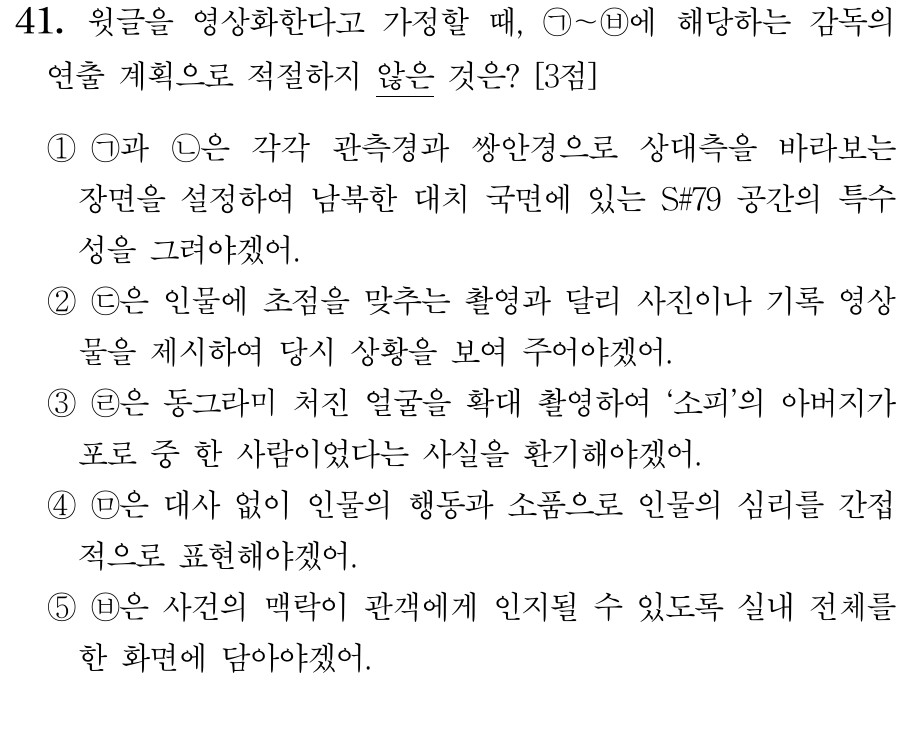 41. 윗글을 영상화한다고 가정할 때, ㉠~㉥에 해당하는 감독의
연출 계획으로 적절하지 않은 것은? [3점]
① ㉠과 ㉡은 각각 관측경과 쌍안경으로 상대측을 바라보는
장면을 설정하여 남북한 대치 국면에 있는 S#79 공간의 특수
성을 그려야겠어.
② ㉢은 인물에 초점을 맞추는 촬영과 달리 사진이나 기록 영상
물을 제시하여 당시 상황을 보여 주어야겠어.
③ ㉣은 동그라미 쳐진 얼굴을 확대 촬영하여 ‘소피’의 아버지가
포로 중 한 사람이었다는 사실을 환기해야겠어.
④ ㉤은 대사 없이 인물의 행동과 소품으로 인물의 심리를 간접
적으로 표현해야겠어.
⑤ ㉥은 사건의 맥락이 관객에게 인지될 수 있도록 실내 전체를
한 화면에 담아야겠어.